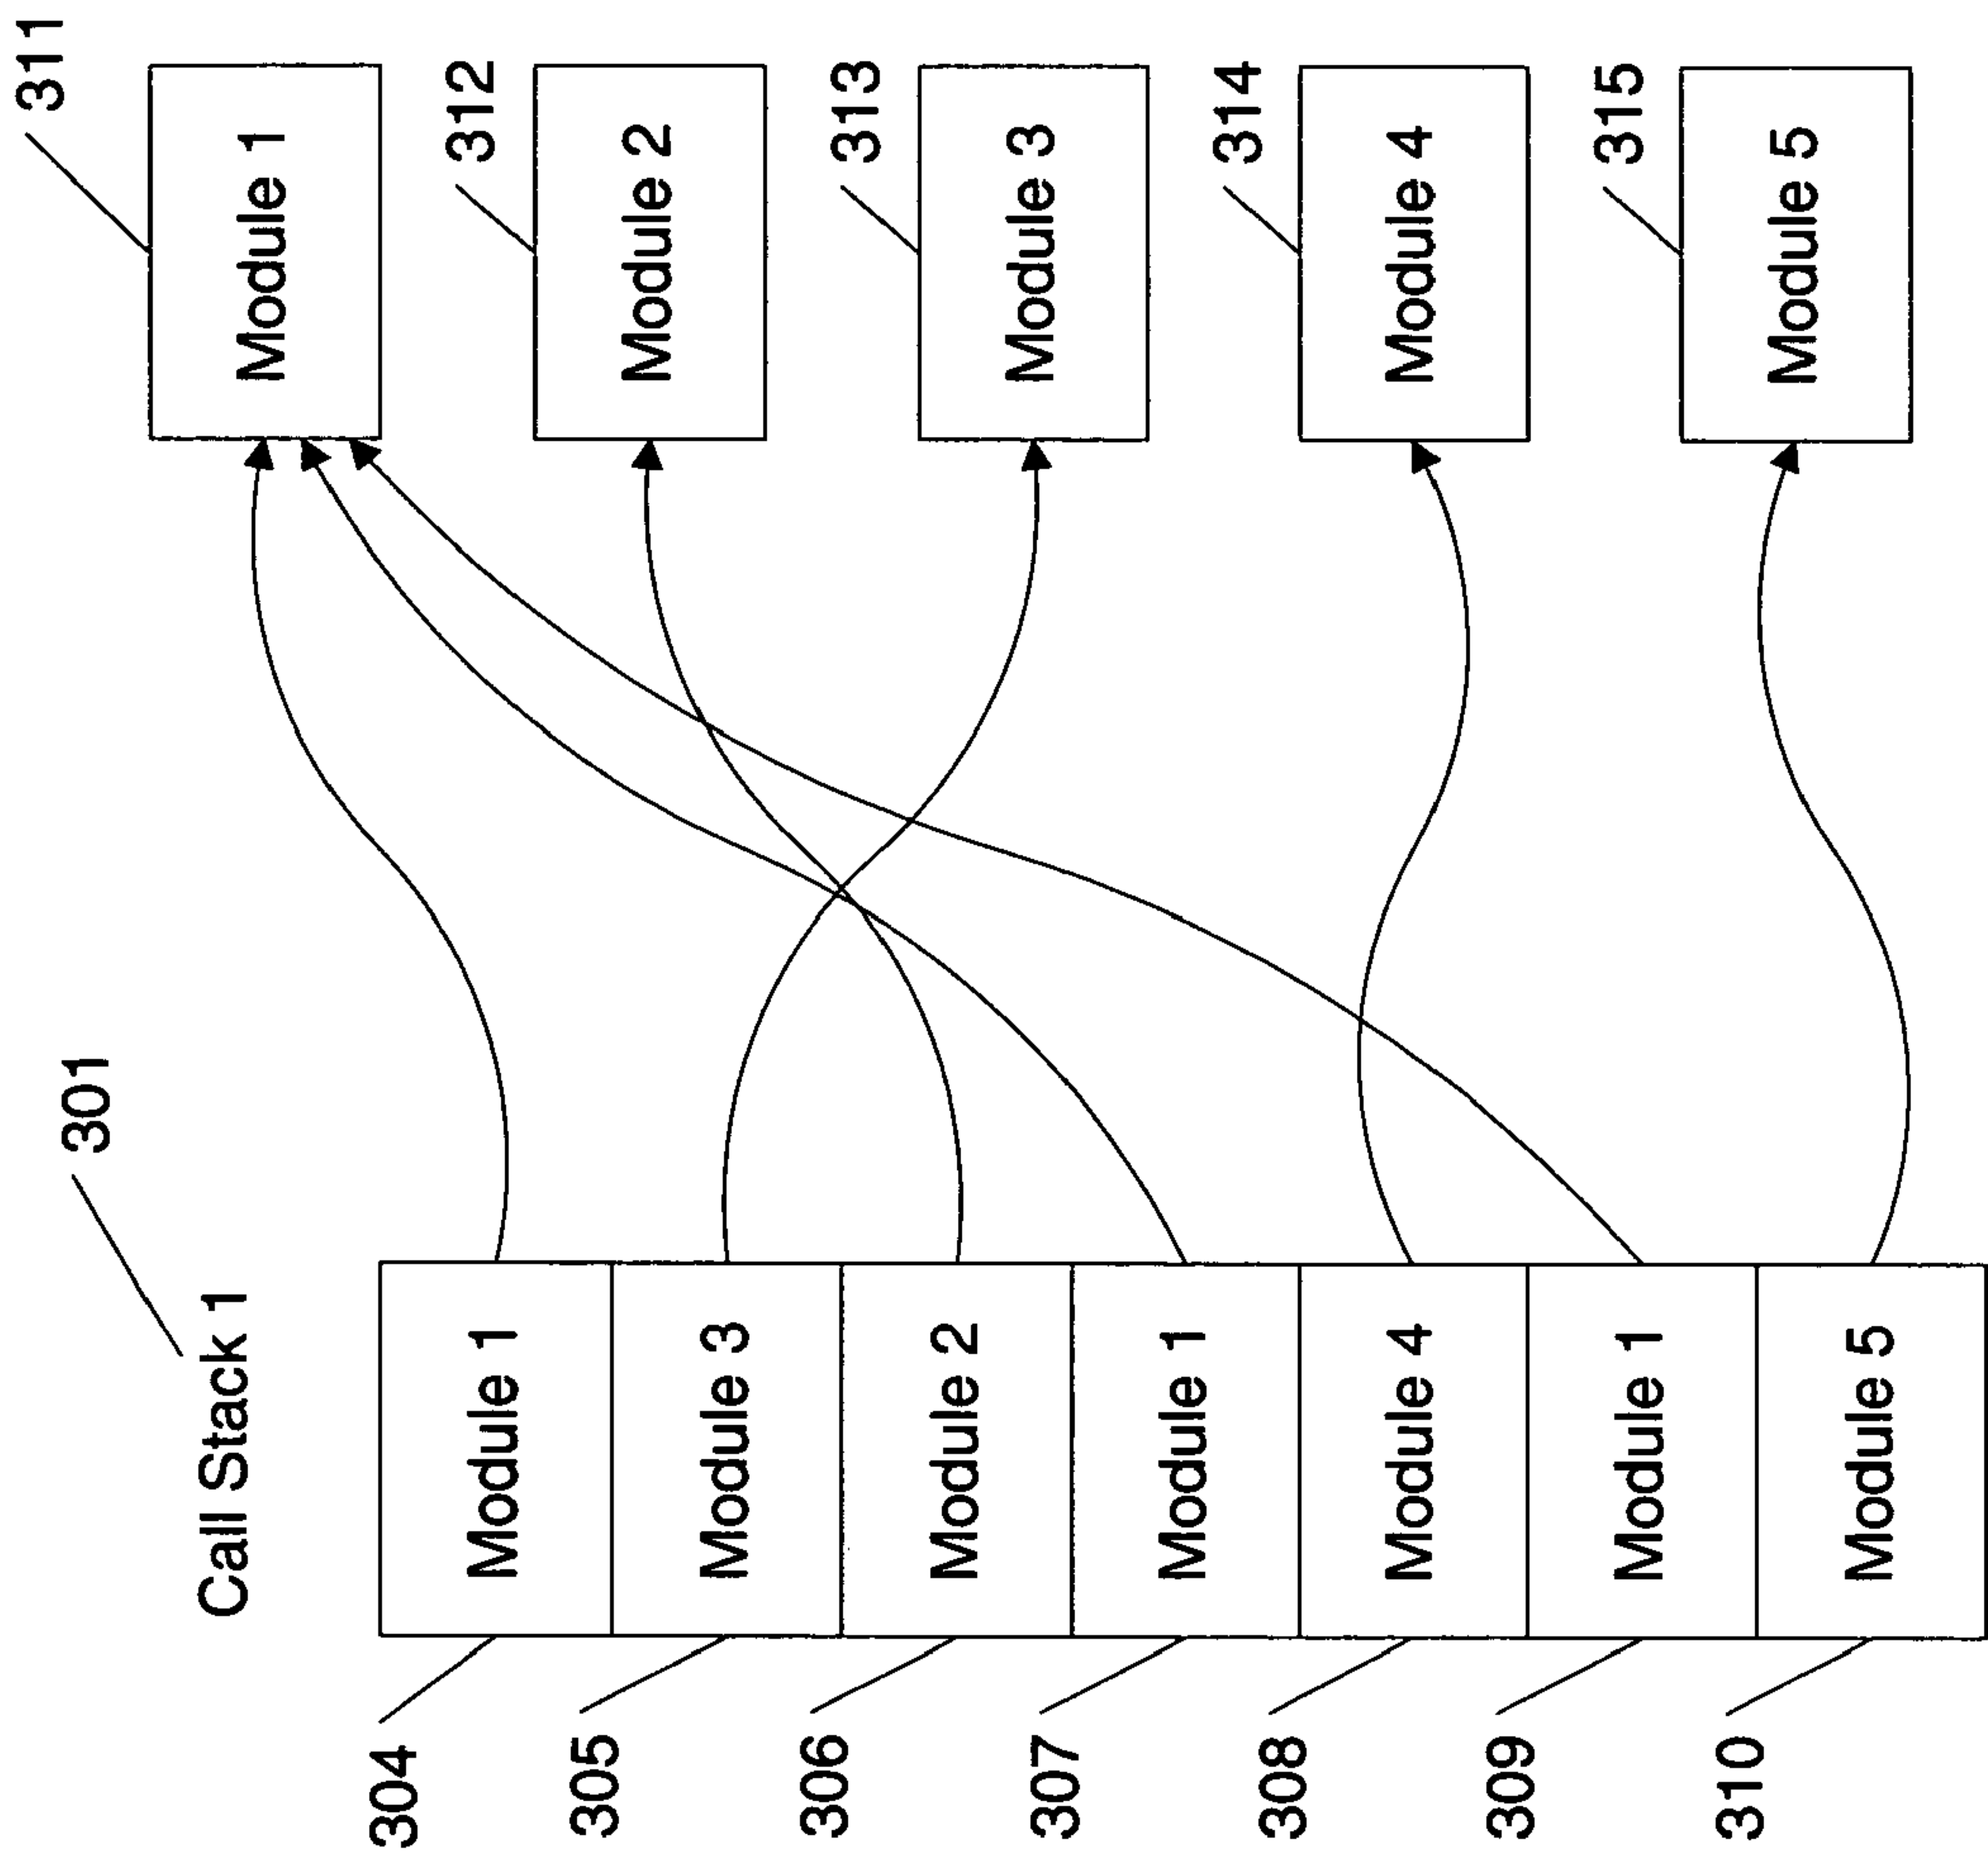 Call Stack 1
301
304
Module 1
305
Module 3
306
Module 2
307
Module 1
308
Module 4
309
Module 1
310
Module 5
311
Module 1
312
Module 2
313
Module 3
314
Module 4
315
Module 5